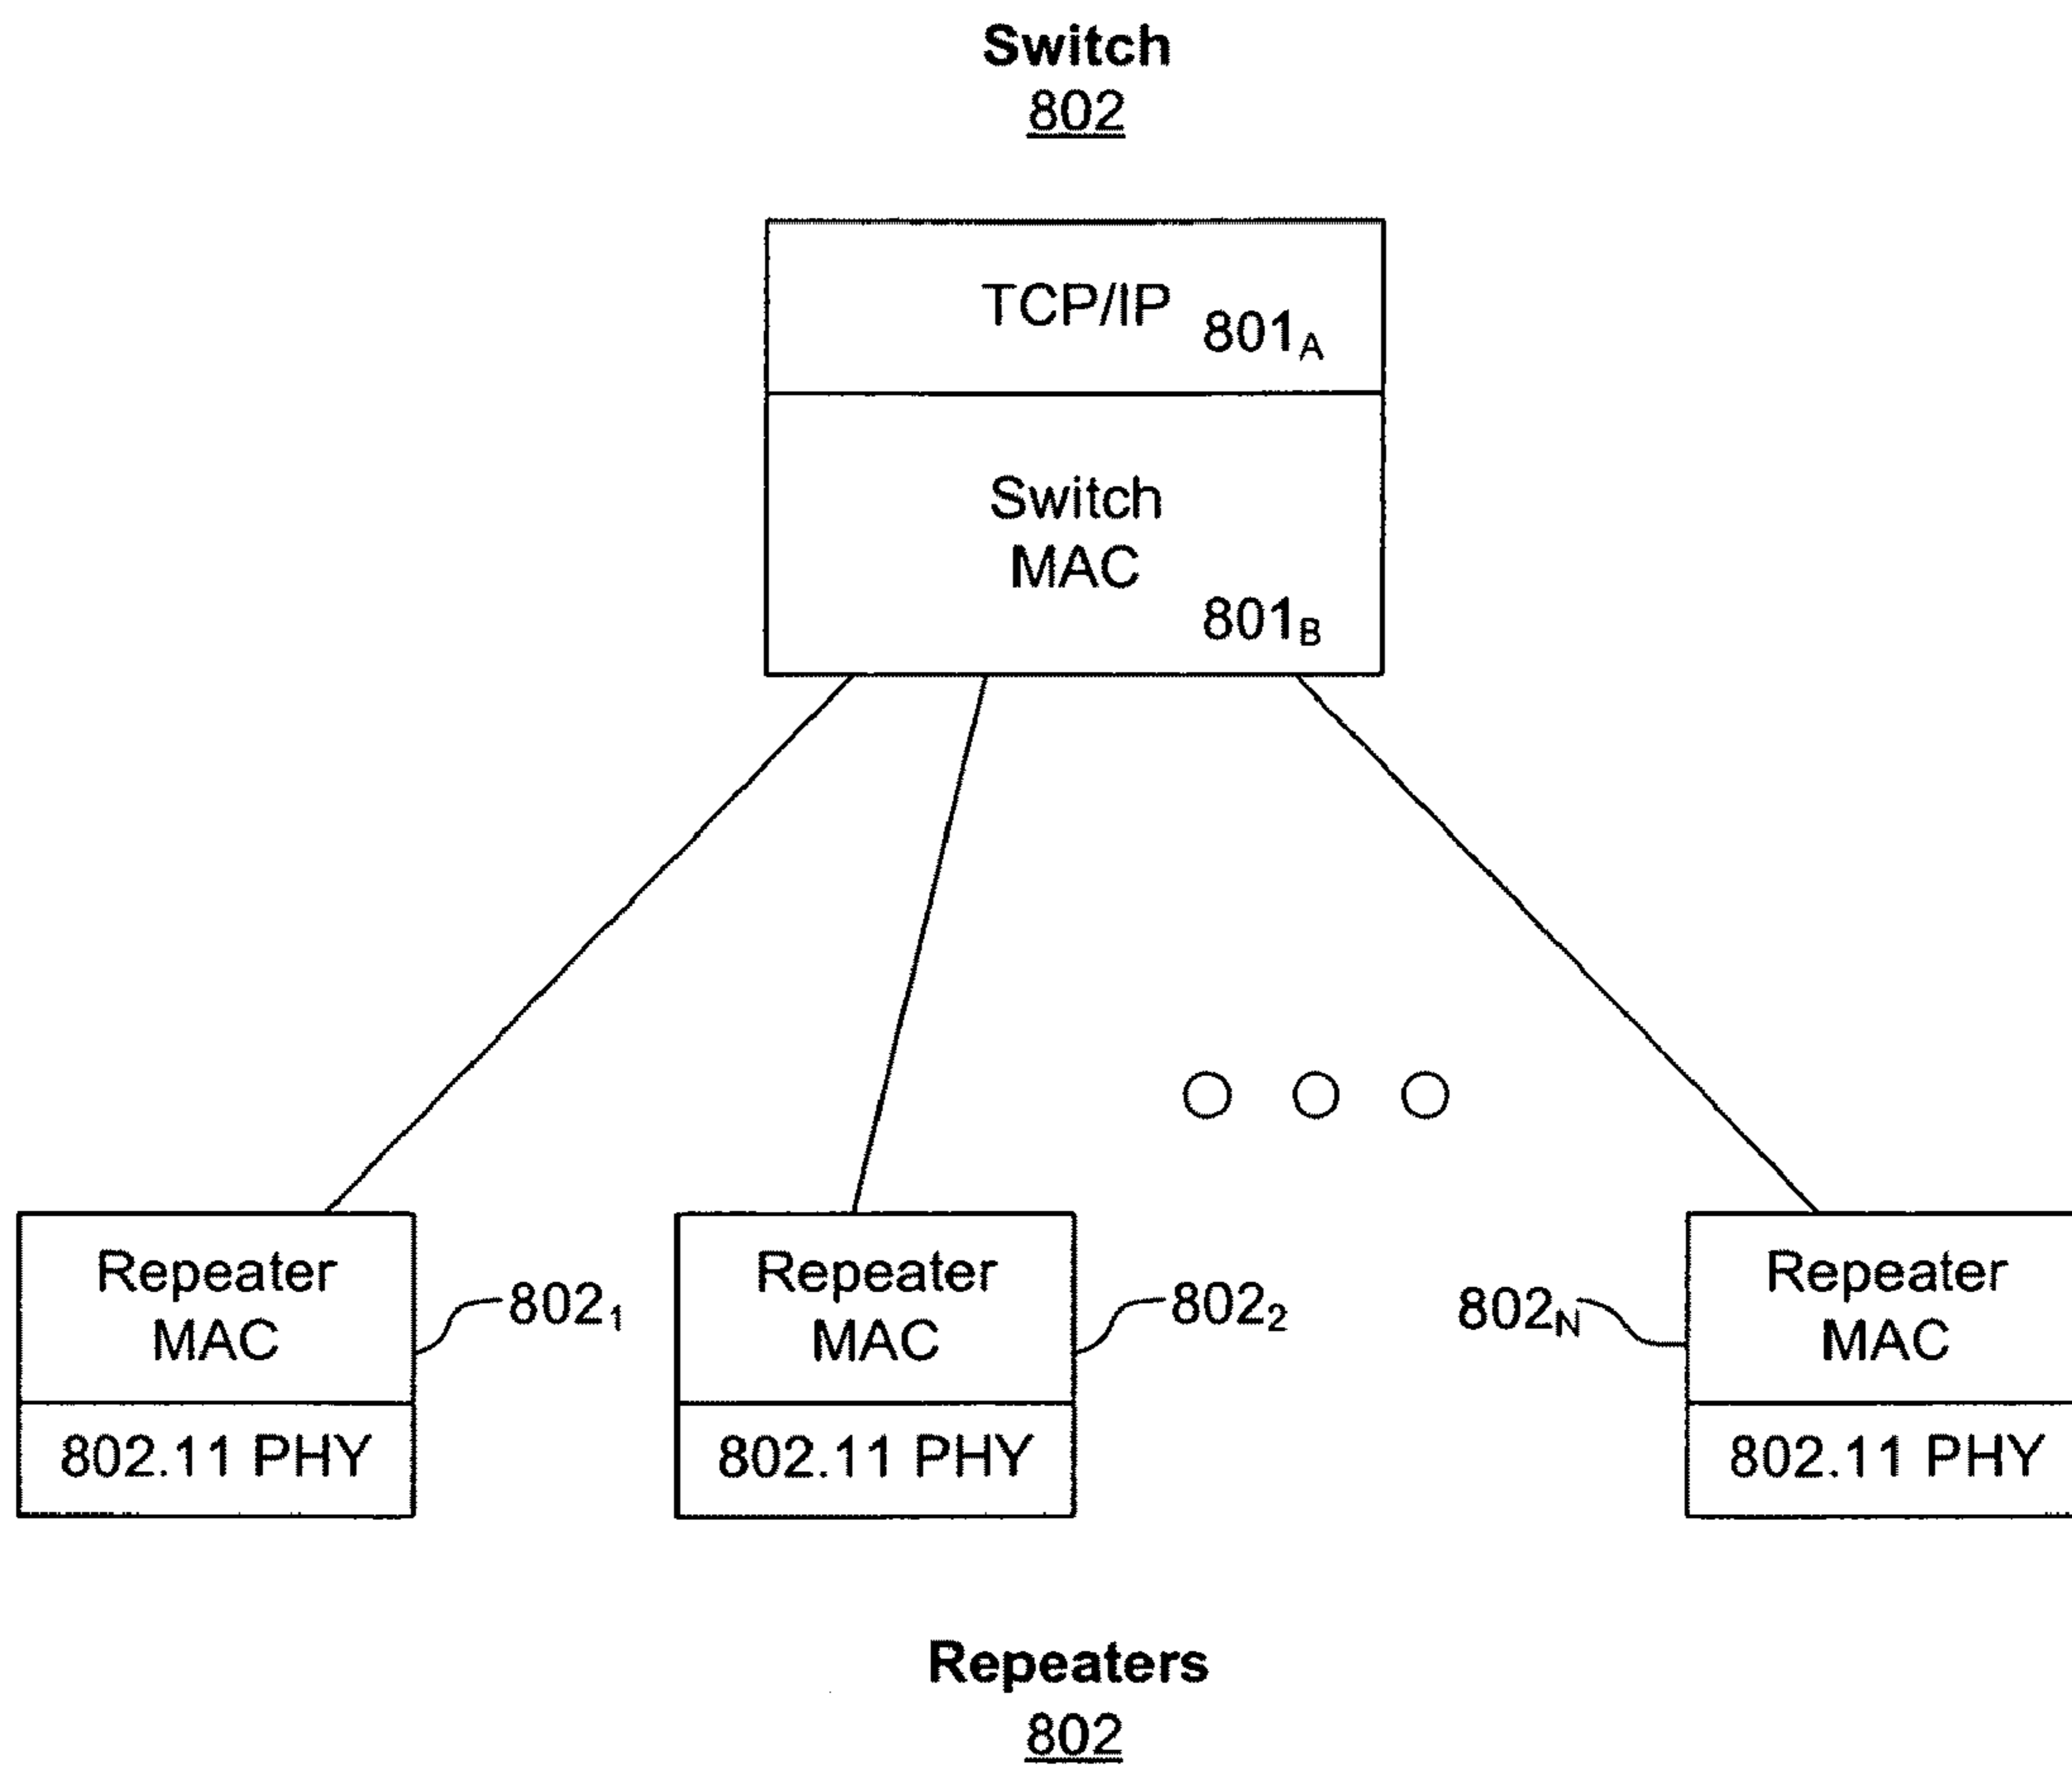 Switch
802
TCP/IP 801A
Switch
MAC
801B
Repeater
MAC
802.11 PHY
8021
Repeater
MAC
802.11 PHY
8022
802N
Repeater
MAC
802.11 PHY
Repeaters
802